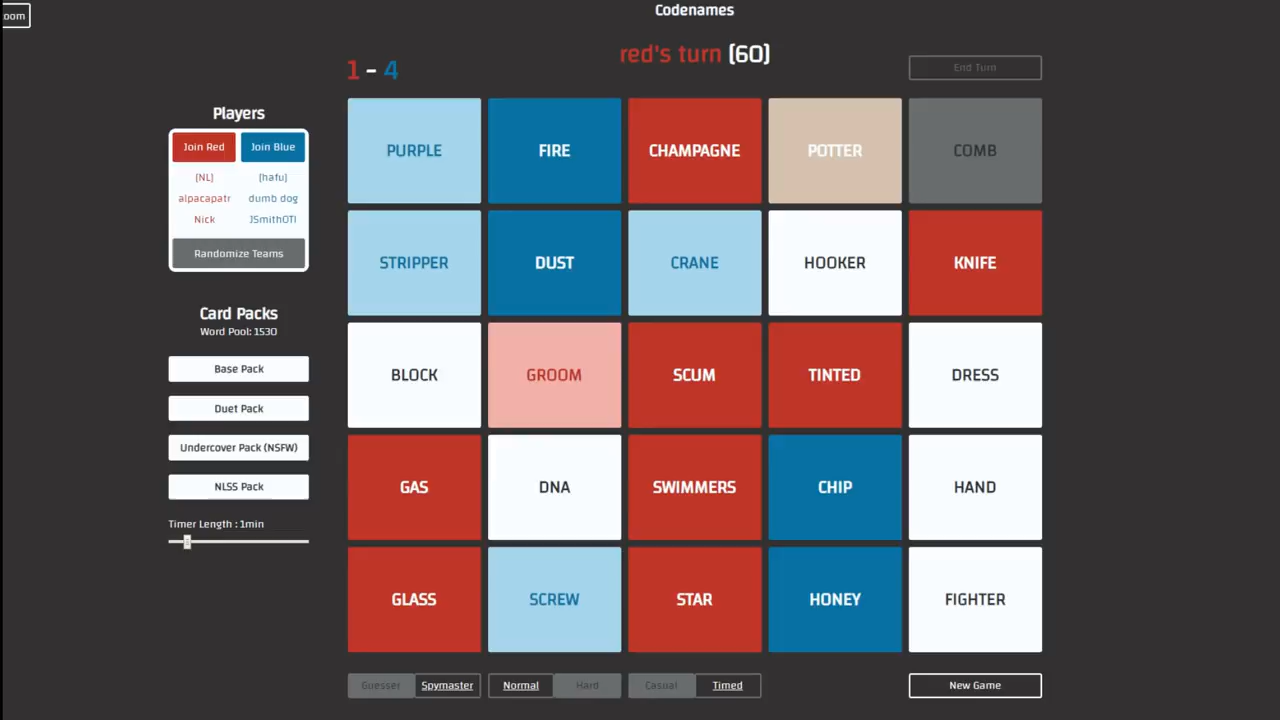 oom
Codenames
red's turn (60)
1 - 4
End Turn
Players
Join Red Join Blue
[NL] [hafu]
alpacapatr dumb dog
Nick JSmithOTI
Randomize Teams
Card Packs
Word Pool: 1530
Base Pack
Duet Pack
Undercover Pack (NSFW)
NLSS Pack
Timer Length : 1min
PURPLE FIRE CHAMPAGNE POTTER COMB
STRIPPER DUST CRANE HOOKER KNIFE
BLOCK GROOM SCUM TINTED DRESS
GAS DNA SWIMMERS CHIP HAND
GLASS SCREW STAR HONEY FIGHTER
Guesser Spymaster Normal Hard Casual Timed New Game